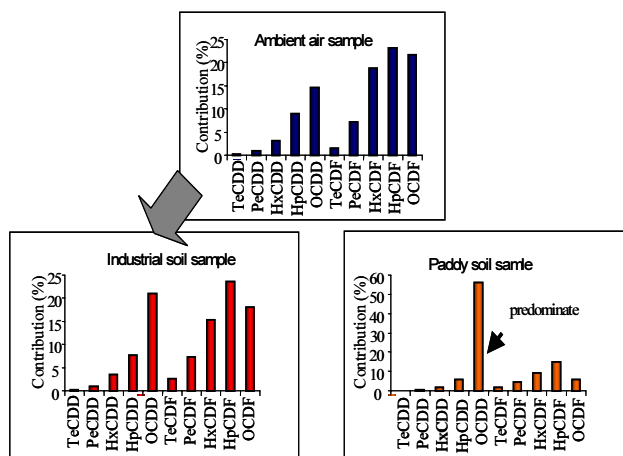 Ambient air sample
Contribution (%)
25
20
15
10
5
0
TeCDD PeCDD HxCDD HpCDD OCDD TeCDF PeCDF HxCDF HpCDF OCDF
Industrial soil sample
Contribution (%)
25
20
15
10
5
0
TeCDD PeCDD HxCDD HpCDD OCDD TeCDF PeCDF HxCDF HpCDF OCDF
Paddy soil samle
Contribution (%)
60
50
40
30
20
10
0
predominate
TeCDD PeCDD HxCDD HpCDD OCDD TeCDF PeCDF HxCDF HpCDF OCDF